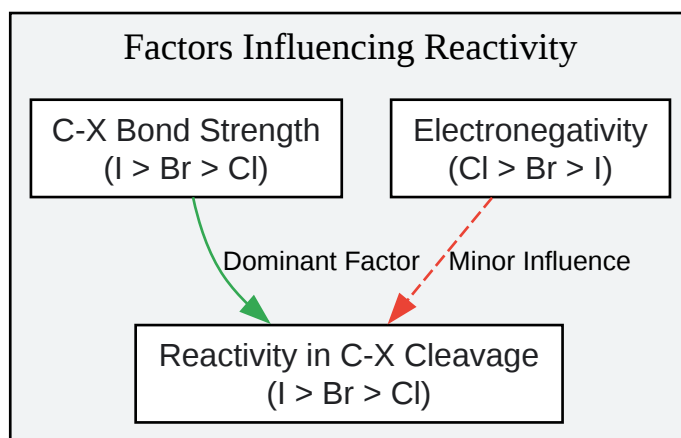 Factors Influencing Reactivity
C-X Bond Strength
(I > Br > Cl)
Electronegativity
(Cl > Br > I)
Dominant Factor
Minor Influence
Reactivity in C-X Cleavage
(I > Br > Cl)